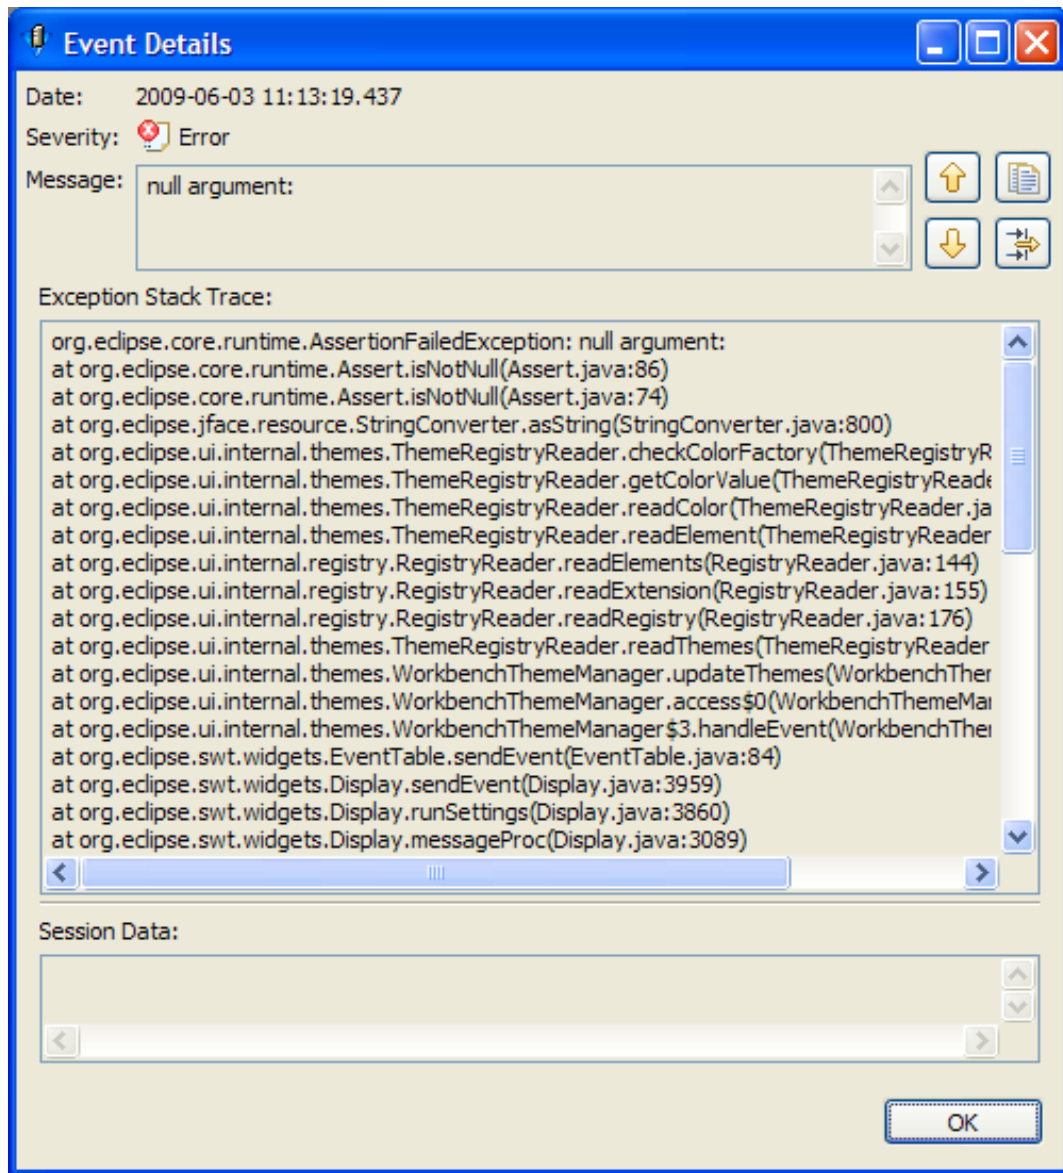 Event Details
Date: 2009-06-03 11:13:19.437
Severity: Error
Message: null argument:
Exception Stack Trace:
org.eclipse.core.runtime.AssertionFailedException: null argument:
at org.eclipse.core.runtime.Assert.isNotNull(Assert.java:86)
at org.eclipse.core.runtime.Assert.isNotNull(Assert.java:74)
at org.eclipse.jface.resource.StringConverter.asString(StringConverter.java:800)
at org.eclipse.ui.internal.themes.ThemeRegistryReader.checkColorFactory(ThemeRegistryR
at org.eclipse.ui.internal.themes.ThemeRegistryReader.getColorValue(ThemeRegistryReade
at org.eclipse.ui.internal.themes.ThemeRegistryReader.readColor(ThemeRegistryReader.ja
at org.eclipse.ui.internal.themes.ThemeRegistryReader.readElement(ThemeRegistryReader
at org.eclipse.ui.internal.registry.RegistryReader.readElements(RegistryReader.java:144)
at org.eclipse.ui.internal.registry.RegistryReader.readExtension(RegistryReader.java:155)
at org.eclipse.ui.internal.registry.RegistryReader.readRegistry(RegistryReader.java:176)
at org.eclipse.ui.internal.themes.ThemeRegistryReader.readThemes(ThemeRegistryReader
at org.eclipse.ui.internal.themes.WorkbenchThemeManager.updateThemes(WorkbenchThem
at org.eclipse.ui.internal.themes.WorkbenchThemeManager.access$0(WorkbenchThemeMan
at org.eclipse.ui.internal.themes.WorkbenchThemeManager$3.handleEvent(WorkbenchThem
at org.eclipse.swt.widgets.EventTable.sendEvent(EventTable.java:84)
at org.eclipse.swt.widgets.Display.sendEvent(Display.java:3959)
at org.eclipse.swt.widgets.Display.runSettings(Display.java:3860)
at org.eclipse.swt.widgets.Display.messageProc(Display.java:3089)
Session Data:
OK